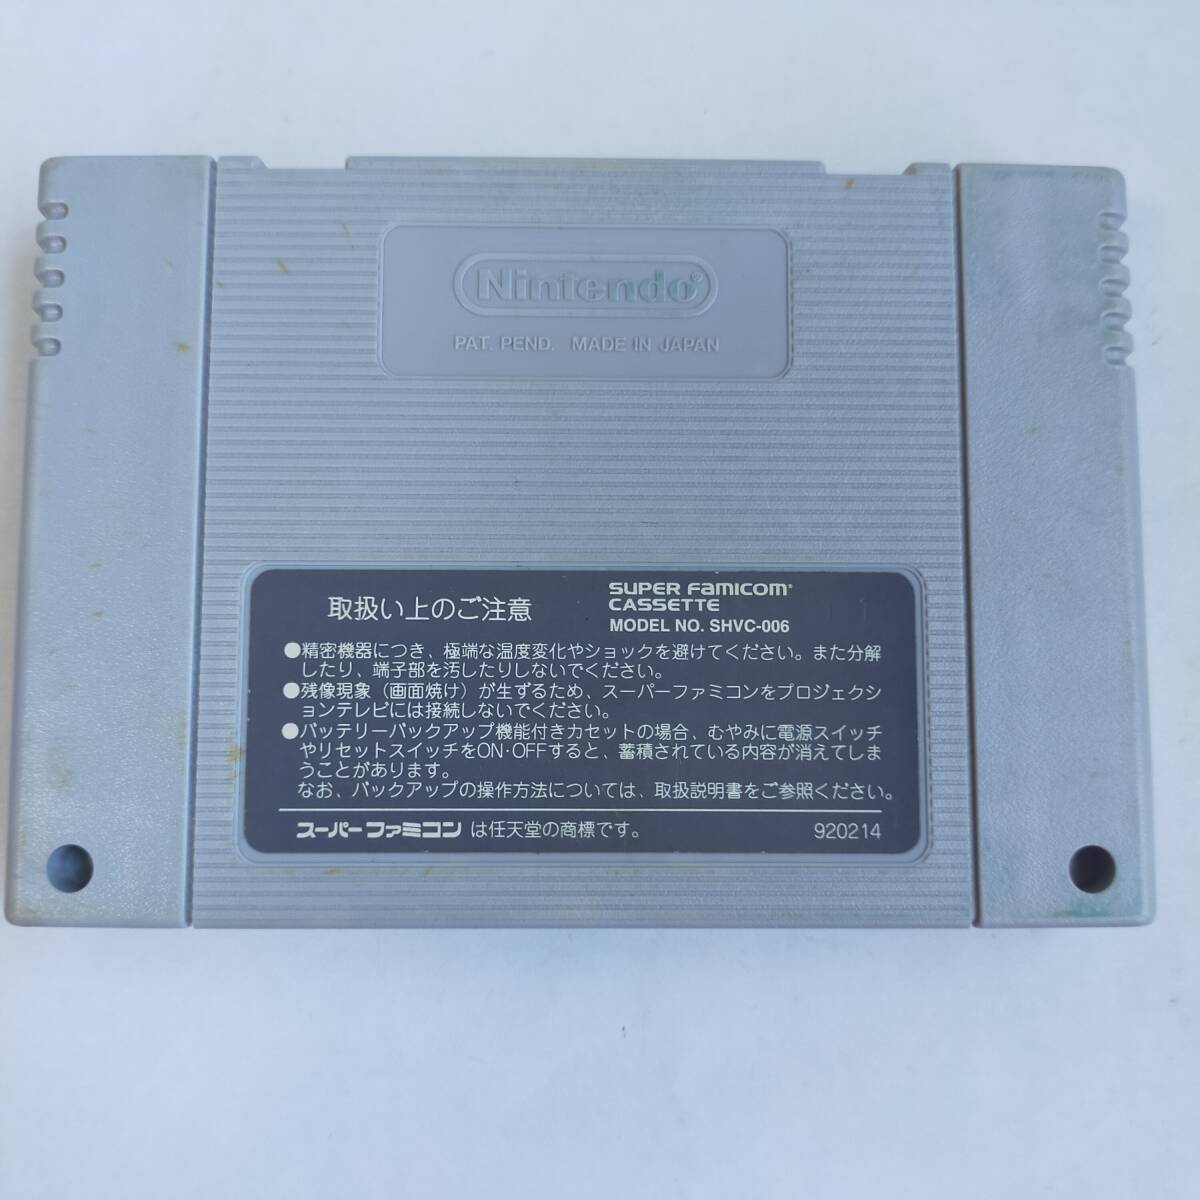 Nintendo®
PAT. PEND. MADE IN JAPAN
取扱い上のご注意
SUPER FAMICOM®
CASSETTE
MODEL NO. SHVC-006
●精密機器につき、極端な温度変化やショックを避けてください。また分解
したり、端子部を汚したりしないでください。
●残像現象（画面焼け）が生ずるため、スーパーファミコンをプロジェクシ
ョンテレビには接続しないでください。
●バッテリーバックアップ機能付きカセットの場合、むやみに電源スイッチ
やリセットスイッチをON・OFFすると、蓄積されている内容が消えてしま
うことがあります。
なお、バックアップの操作方法については、取扱説明書をご参照ください。
スーパーファミコン は任天堂の商標です。
920214